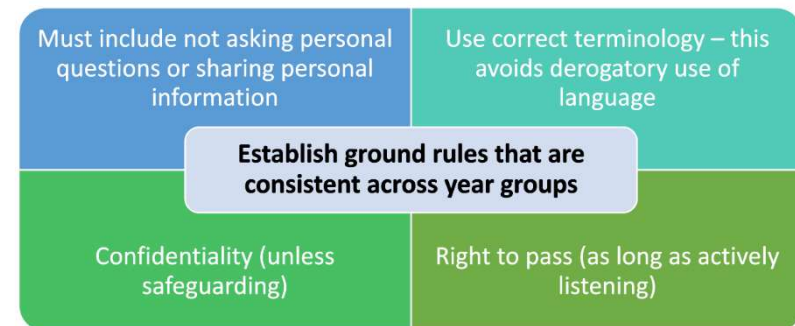 Must include not asking personal
questions or sharing personal
information
Use correct terminology – this
avoids derogatory use of
language
Establish ground rules that are
consistent across year groups
Confidentiality (unless
safeguarding)
Right to pass (as long as actively
listening)